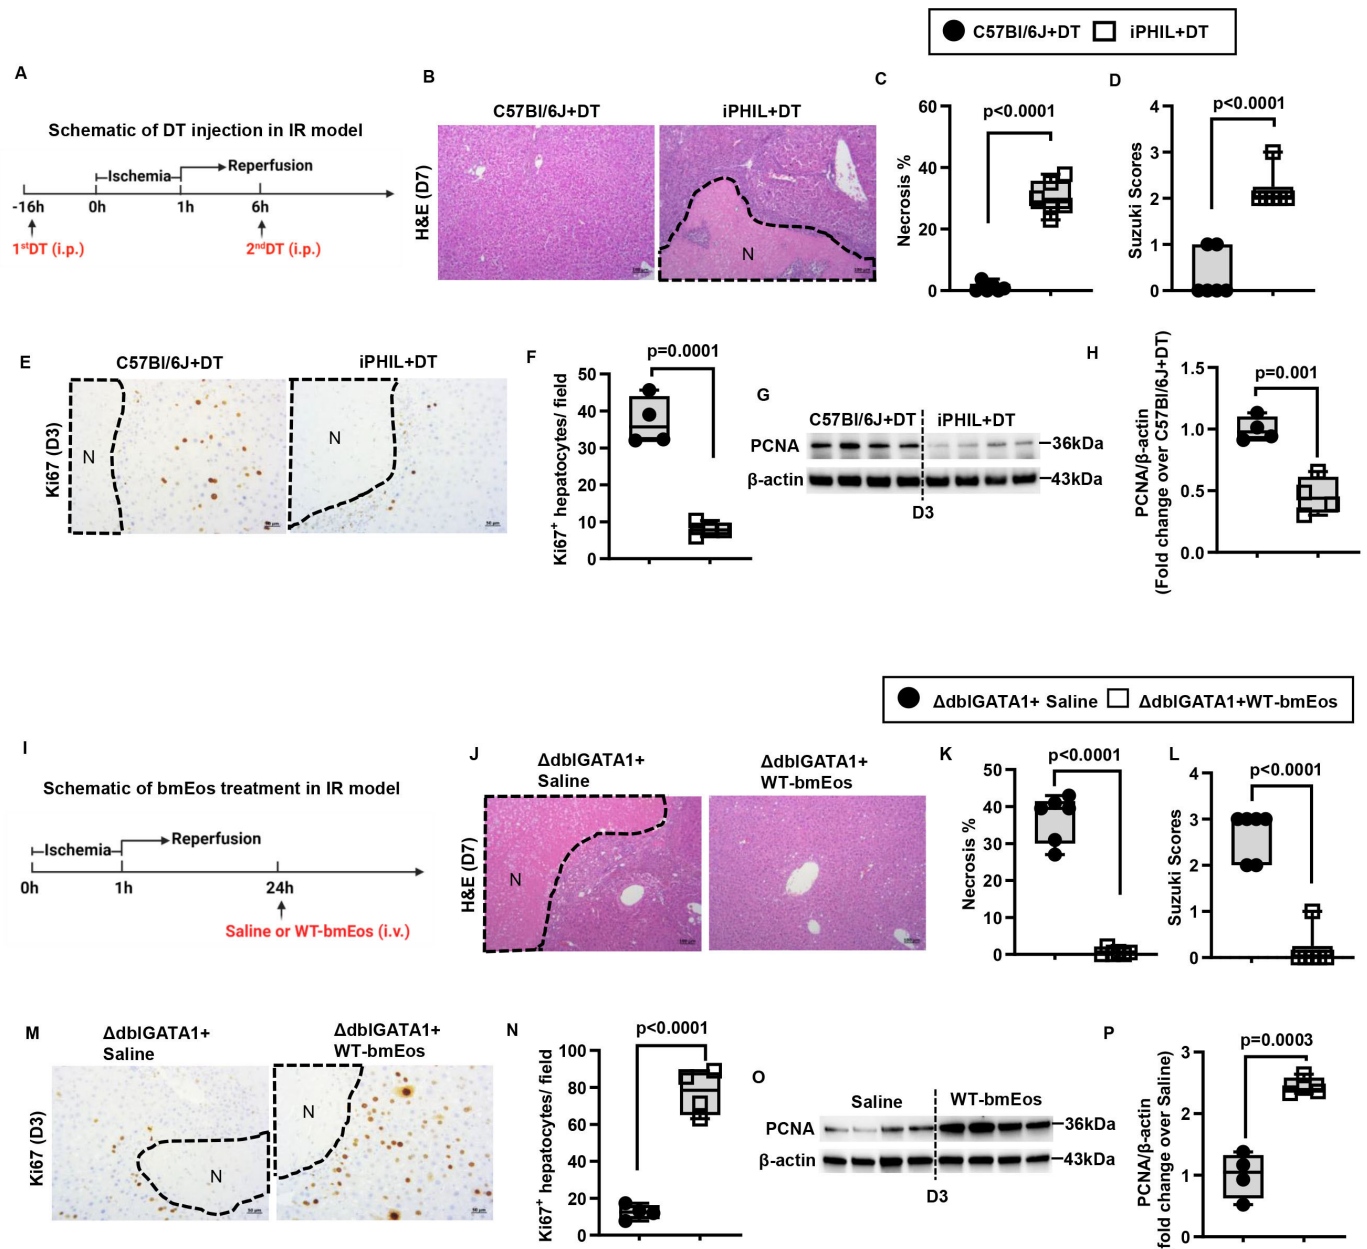 C57Bl/6J+DT iPHIL+DT
A
Schematic of DT injection in IR model
Ischemia
Reperfusion
-16h 0h 1h 6h
1stDT (i.p.) 2ndDT (i.p.)
B
C57Bl/6J+DT iPHIL+DT
H&E (D7)
N
C
Necrosis %
p<0.0001
60
40
20
0
D
Suzuki Scores
p<0.0001
4
3
2
1
0
E
C57Bl/6J+DT iPHIL+DT
Ki67 (D3)
N N
F
Ki67+ hepatocytes/ field
p=0.0001
50
40
30
20
10
0
G
C57Bl/6J+DT iPHIL+DT
PCNA 36kDa
β-actin 43kDa
D3
H
PCNA/β-actin
(Fold change over C57Bl/6J+DT)
p=0.001
1.5
1.0
0.5
0.0
ΔdblGATA1+ Saline ΔdblGATA1+WT-bmEos
I
Schematic of bmEos treatment in IR model
Ischemia
Reperfusion
0h 1h 24h
Saline or WT-bmEos (i.v.)
J
ΔdblGATA1+ ΔdblGATA1+
Saline WT-bmEos
H&E (D7)
N
K
Necrosis %
p<0.0001
50
40
30
20
10
0
L
Suzuki Scores
p<0.0001
4
3
2
1
0
M
ΔdblGATA1+ ΔdblGATA1+
Saline WT-bmEos
Ki67 (D3)
N N
N
Ki67+ hepatocytes/ field
p<0.0001
100
80
60
40
20
0
O
Saline WT-bmEos
PCNA 36kDa
β-actin 43kDa
D3
P
PCNA/β-actin
fold change over Saline)
p=0.0003
3
2
1
0